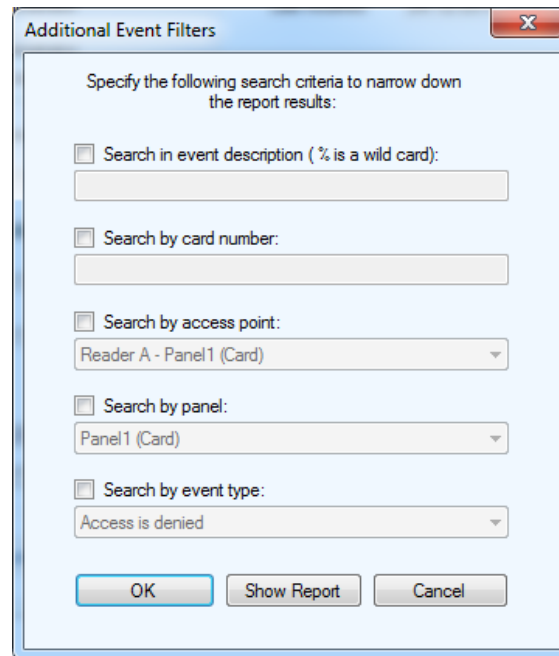 Additional Event Filters
Specify the following search criteria to narrow down
the report results:
Search in event description ( % is a wild card):
Search by card number:
Search by access point:
Reader A - Panel1 (Card)
Search by panel:
Panel1 (Card)
Search by event type:
Access is denied
OK Show Report Cancel